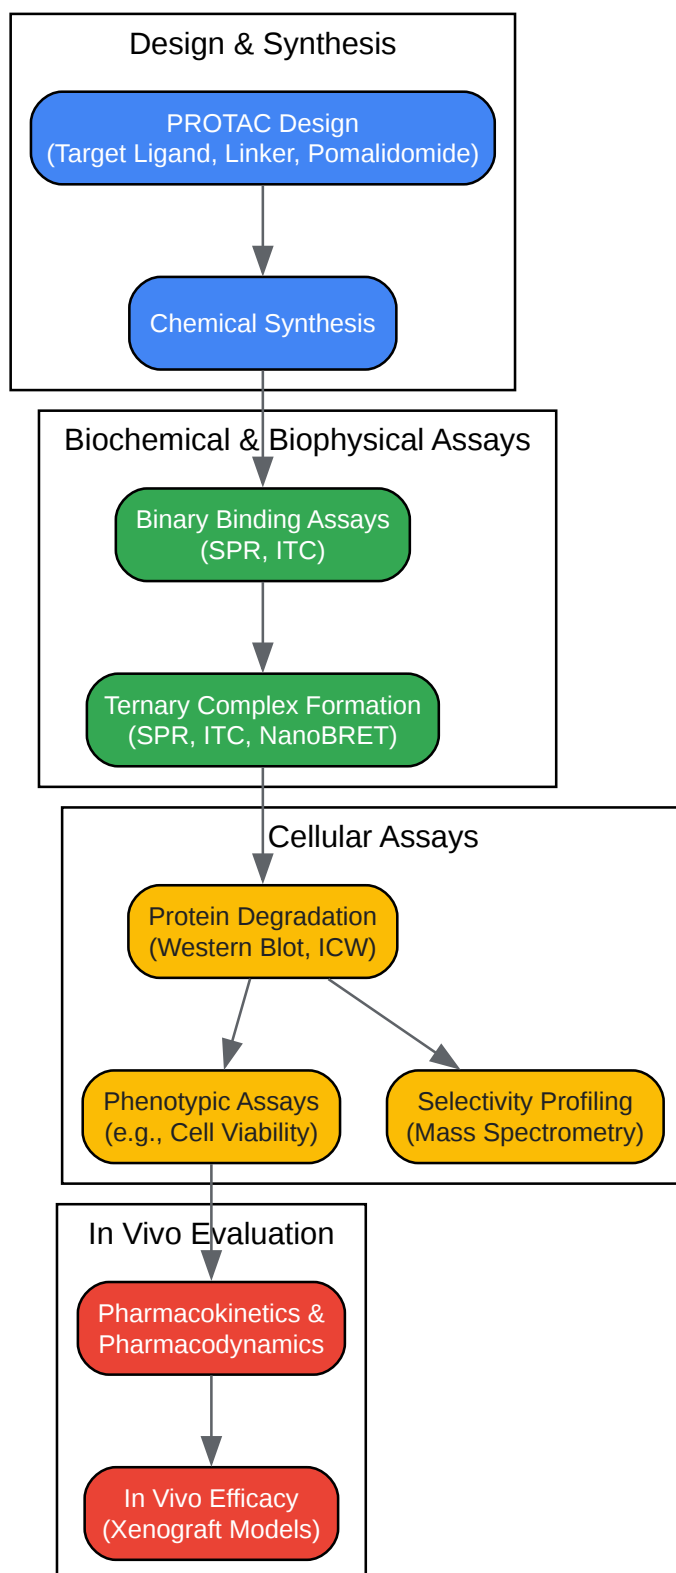 Design & Synthesis
PROTAC Design
(Target Ligand, Linker, Pomalidomide)
Chemical Synthesis
Biochemical & Biophysical Assays
Binary Binding Assays
(SPR, ITC)
Ternary Complex Formation
(SPR, ITC, NanoBRET)
Cellular Assays
Protein Degradation
(Western Blot, ICW)
Phenotypic Assays
(e.g., Cell Viability)
Selectivity Profiling
(Mass Spectrometry)
In Vivo Evaluation
Pharmacokinetics &
Pharmacodynamics
In Vivo Efficacy
(Xenograft Models)